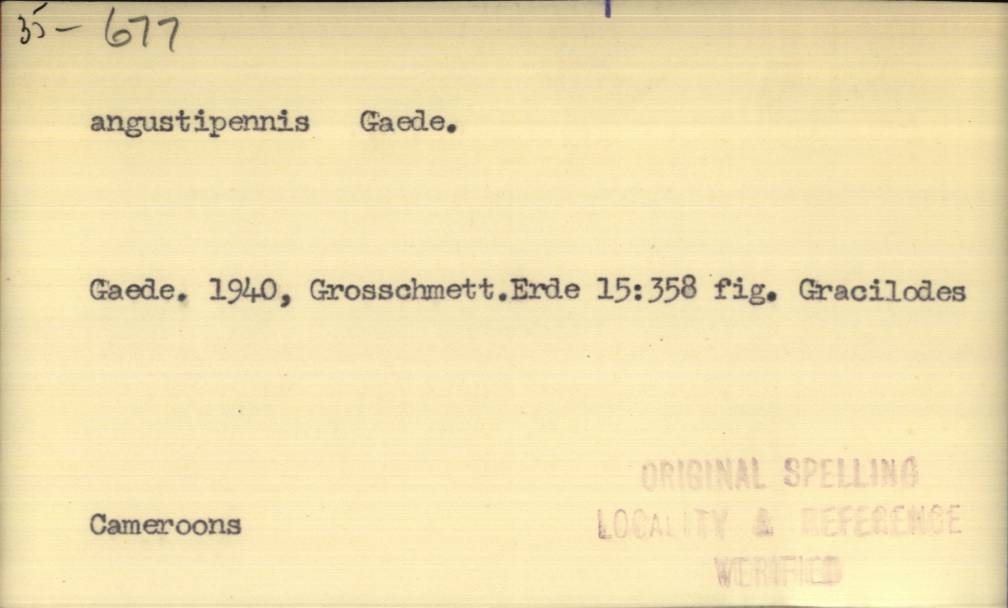 35- 677
angustipennis Gaede.
Gaede. 1940, Grosschmett.Erde 15:358 fig. Gracilodes
Cameroons
ORIGINAL SPELLING
LOCALITY & REFERENCE
VERIFIED